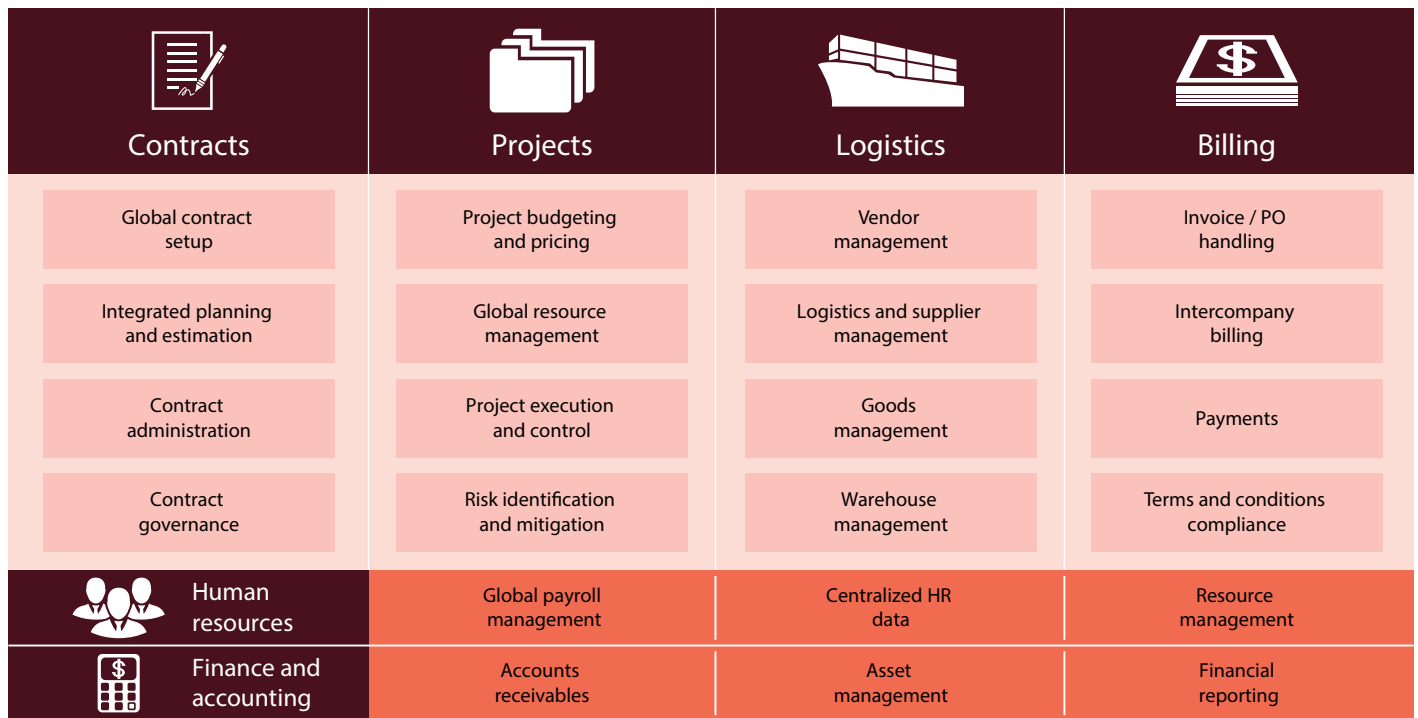 Contracts
Projects
Logistics
Billing
Global contract
setup
Project budgeting
and pricing
Vendor
management
Invoice / PO
handling
Integrated planning
and estimation
Global resource
management
Logistics and supplier
management
Intercompany
billing
Contract
administration
Project execution
and control
Goods
management
Payments
Contract
governance
Risk identification
and mitigation
Warehouse
management
Terms and conditions
compliance
Human
resources
Global payroll
management
Centralized HR
data
Resource
management
$
Finance and
accounting
Accounts
receivables
Asset
management
Financial
reporting